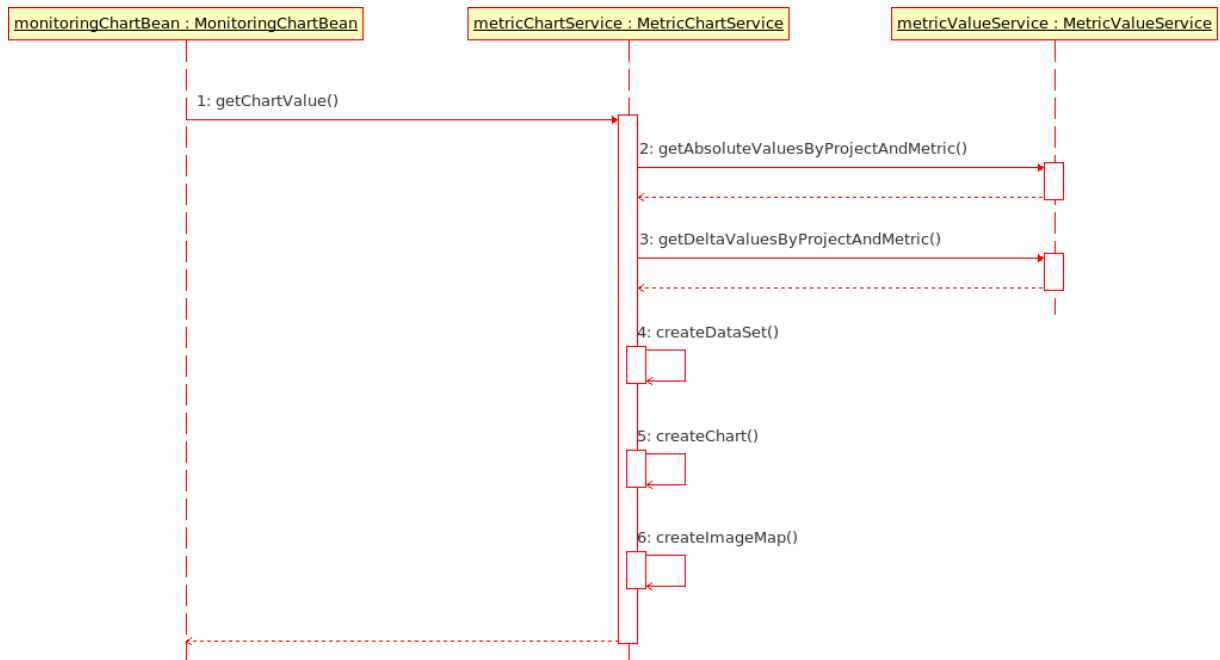 monitoringChartBean : MonitoringChartBean
metricChartService : MetricChartService
metricValueService : MetricValueService
1: getChartValue()
2: getAbsoluteValuesByProjectAndMetric()
3: getDeltaValuesByProjectAndMetric()
4: createDataSet()
5: createChart()
6: createImageMap()